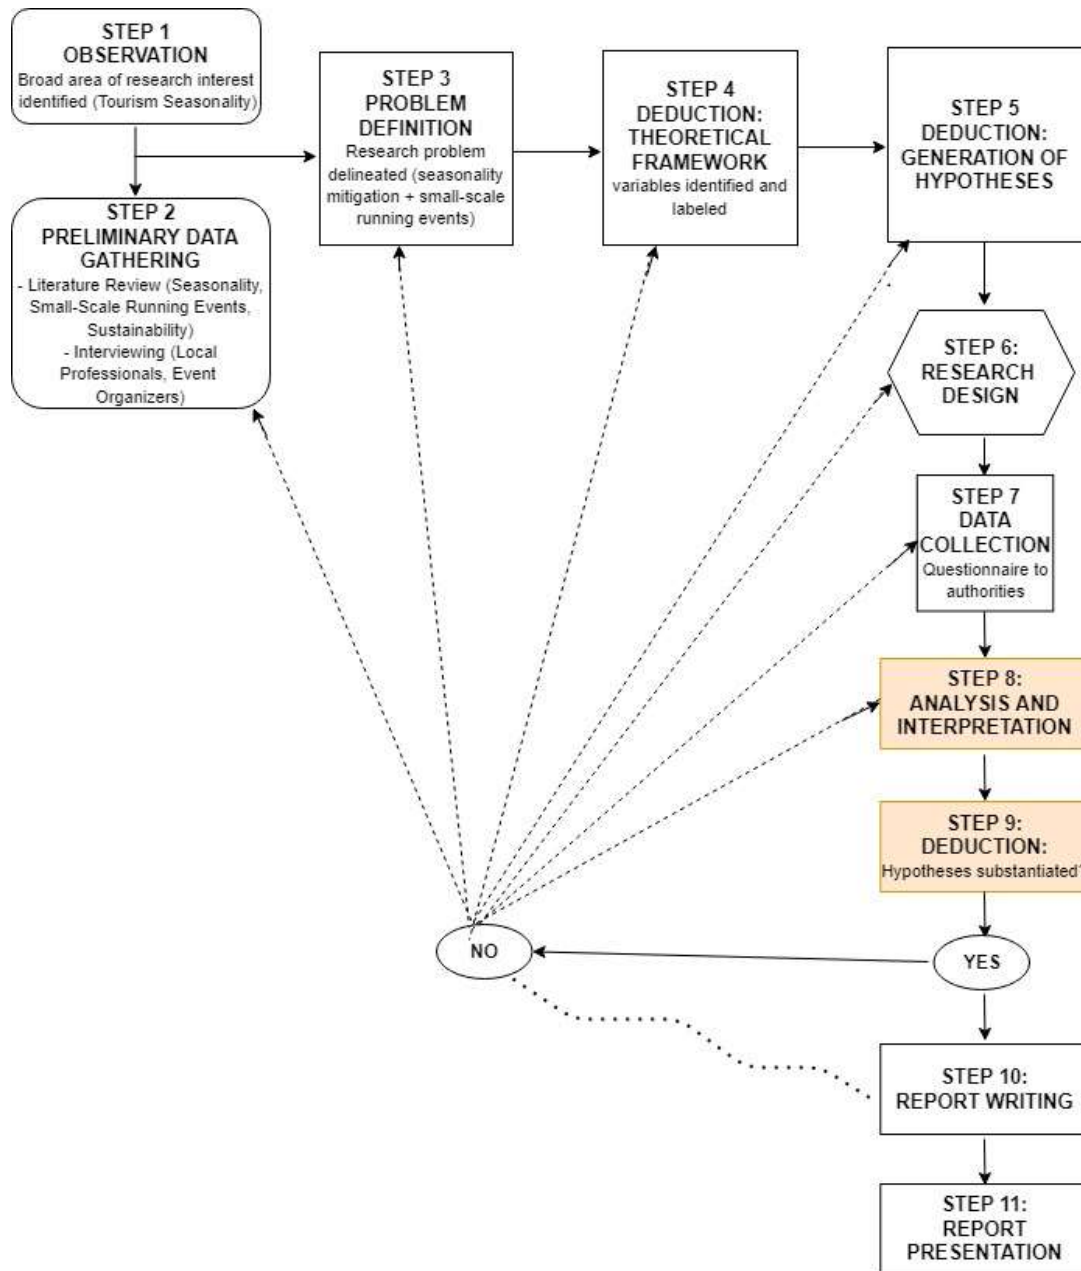 STEP 1
OBSERVATION
Broad area of research interest
identified (Tourism Seasonality)
STEP 2
PRELIMINARY DATA
GATHERING
- Literature Review (Seasonality,
Small-Scale Running Events,
Sustainability)
- Interviewing (Local
Professionals, Event
Organizers)
STEP 3
PROBLEM
DEFINITION
Research problem
delineated (seasonality
mitigation + small-scale
running events)
STEP 4
DEDUCTION:
THEORETICAL
FRAMEWORK
variables identified and
labeled
STEP 5
DEDUCTION:
GENERATION OF
HYPOTHESES
STEP 6:
RESEARCH
DESIGN
STEP 7
DATA
COLLECTION
Questionnaire to
authorities
STEP 8:
ANALYSIS AND
INTERPRETATION
STEP 9:
DEDUCTION:
Hypotheses substantiated?
NO
YES
STEP 10:
REPORT WRITING
STEP 11:
REPORT
PRESENTATION